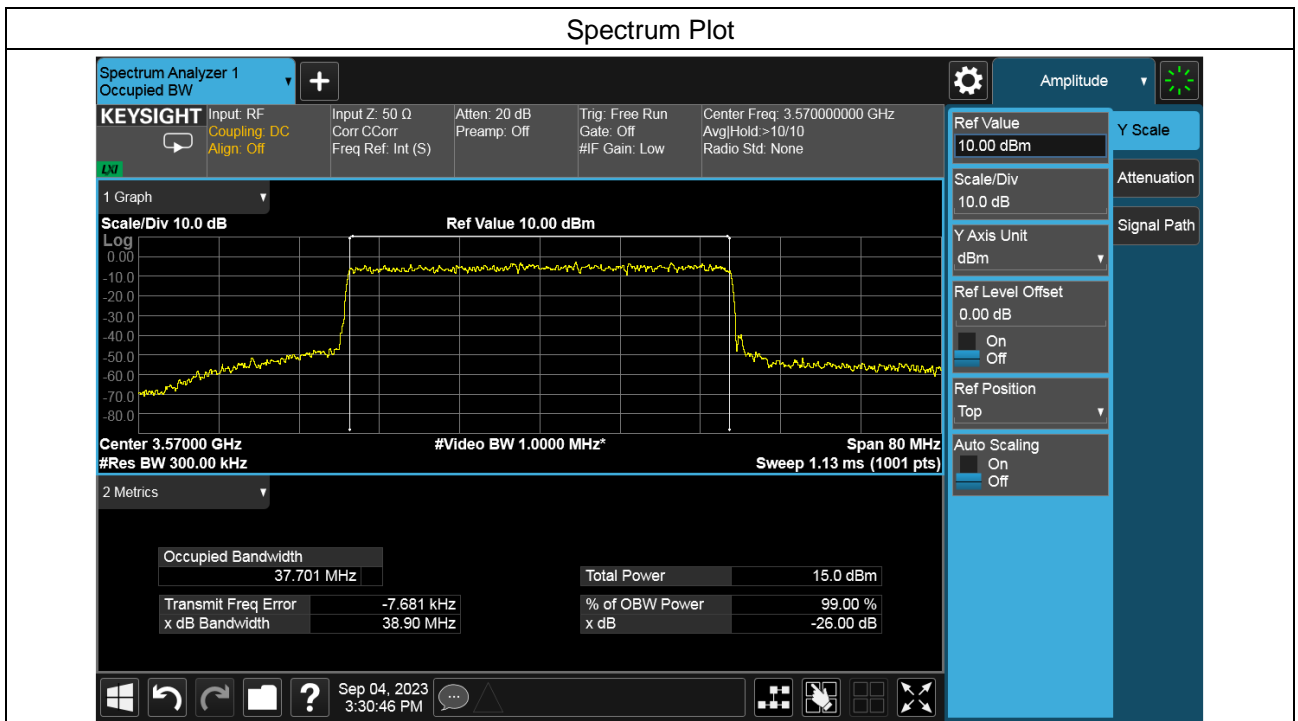 Spectrum Plot
Spectrum Analyzer 1
Occupied BW
Amplitude
KEYSIGHT
Input: RF
Coupling: DC
Align: Off
Input Z: 50 Ω
Corr CCorr
Freq Ref: Int (S)
Atten: 20 dB
Preamp: Off
Trig: Free Run
Gate: Off
#IF Gain: Low
Center Freq: 3.570000000 GHz
Avg|Hold:>10/10
Radio Std: None
LXI
1 Graph
Scale/Div 10.0 dB
Ref Value 10.00 dBm
Log
0.00
-10.0
-20.0
-30.0
-40.0
-50.0
-60.0
-70.0
-80.0
Center 3.57000 GHz
#Video BW 1.0000 MHz*
Span 80 MHz
#Res BW 300.00 kHz
Sweep 1.13 ms (1001 pts)
2 Metrics
Occupied Bandwidth
37.701 MHz
Total Power 15.0 dBm
Transmit Freq Error -7.681 kHz
% of OBW Power 99.00 %
x dB Bandwidth 38.90 MHz
x dB -26.00 dB
Ref Value
10.00 dBm
Scale/Div
10.0 dB
Y Axis Unit
dBm
Ref Level Offset
0.00 dB
On
Off
Ref Position
Top
Auto Scaling
On
Off
Y Scale
Attenuation
Signal Path
?
Sep 04, 2023
3:30:46 PM